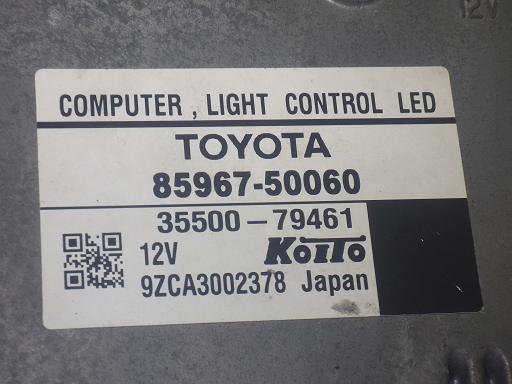 12V
COMPUTER , LIGHT CONTROL LED
TOYOTA
85967-50060
35500-79461
12V KOITO
9ZCA3002378 Japan